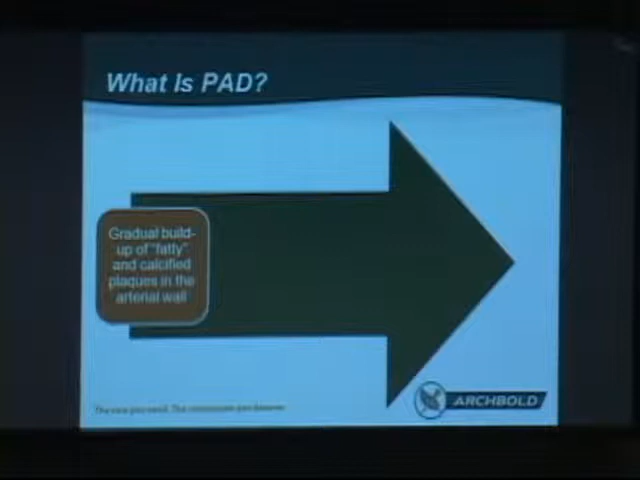 What Is PAD?
Gradual build-
up of "fatty"
and calcified
plaques in the
arterial wall
ARCHBOLD